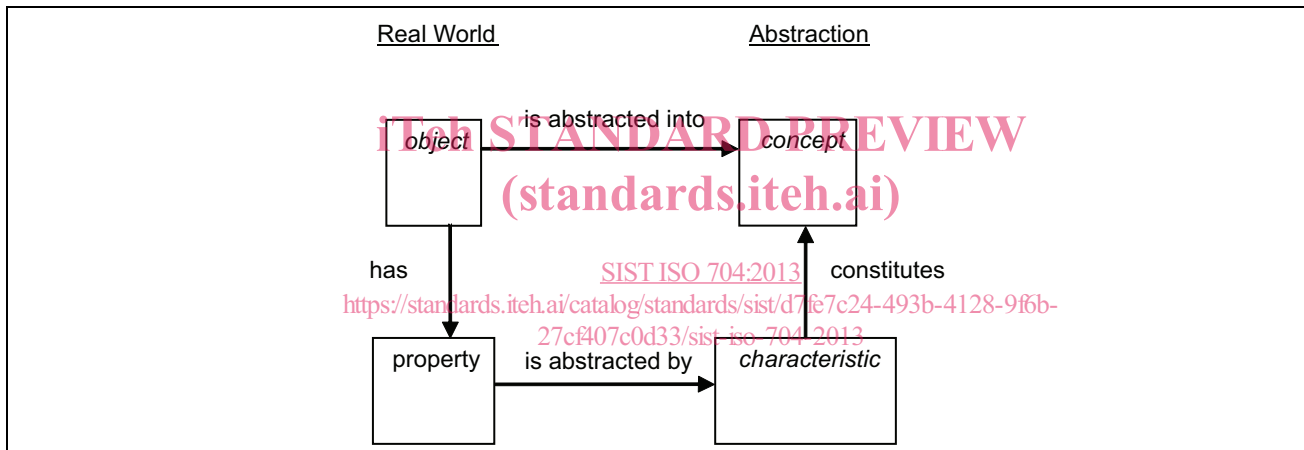 Real World Abstraction
is abstracted into
object concept
iTeh STANDARD PREVIEW
(standards.iteh.ai)
has SIST ISO 704:2013 constitutes
https://standards.iteh.ai/catalog/standards/sist/d7fe7c24-493b-4128-9f6b-
27cf407c0d33/sist-iso-704-2013
property is abstracted by characteristic